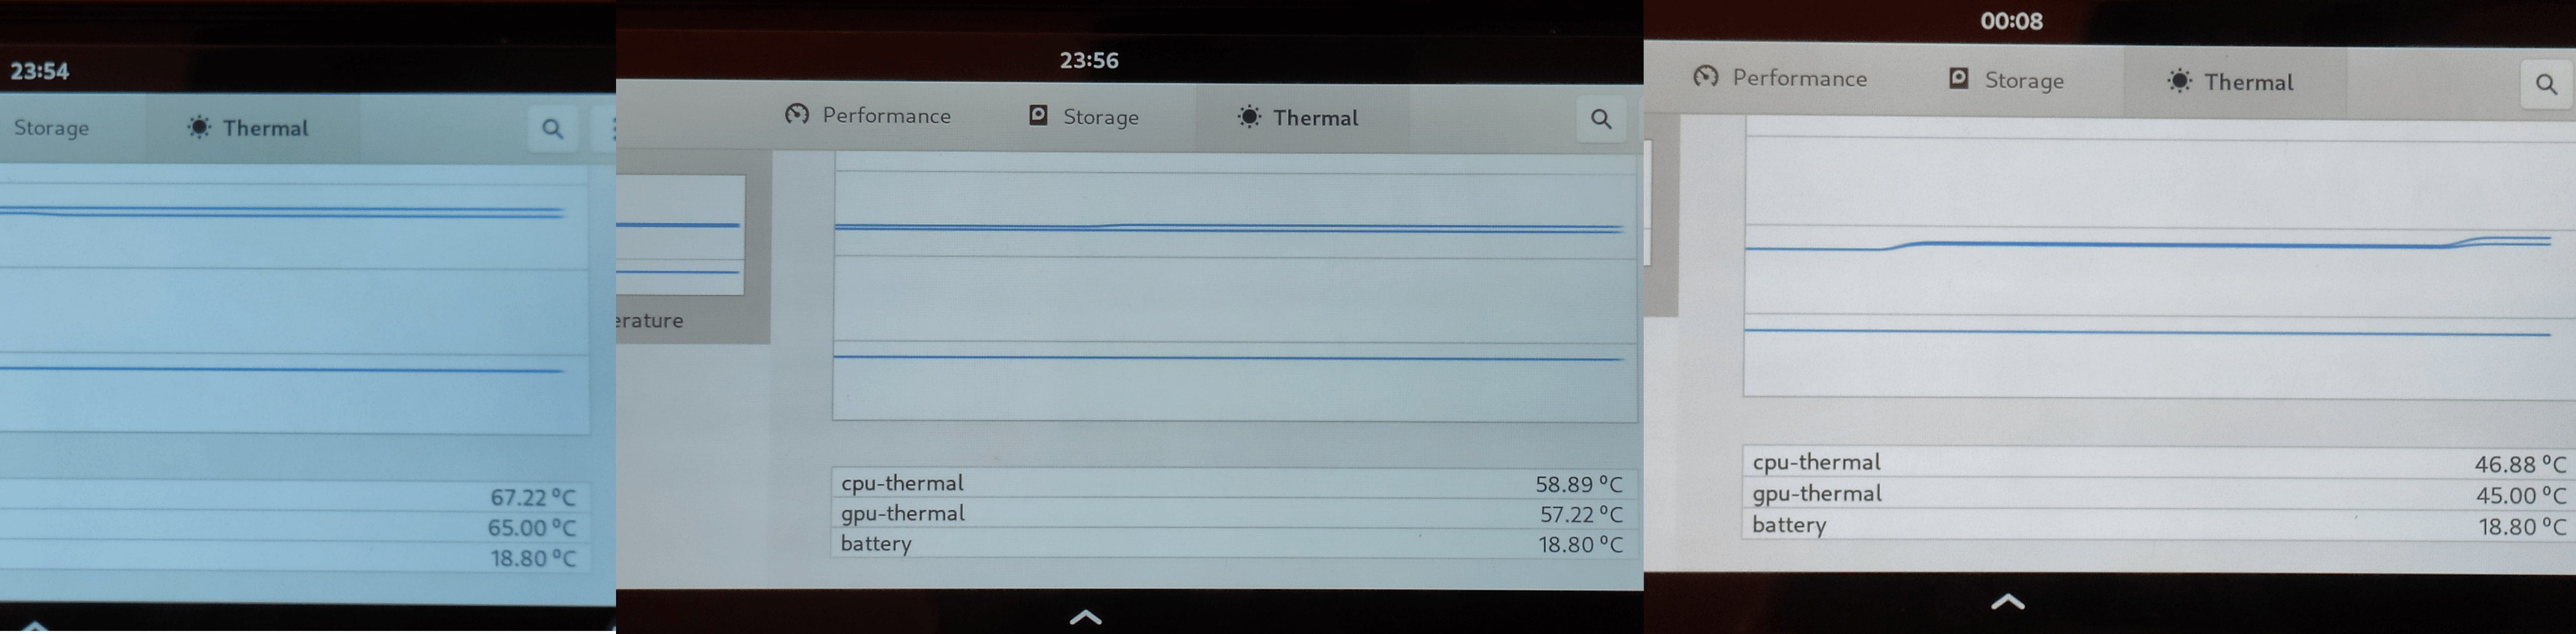 23:54
Storage
Thermal
67.22 °C
65.00 °C
18.80 °C
23:56
Performance
Storage
Thermal
erature
cpu-thermal 58.89 °C
gpu-thermal 57.22 °C
battery 18.80 °C
00:08
Performance
Storage
Thermal
cpu-thermal 46.88 °C
gpu-thermal 45.00 °C
battery 18.80 °C